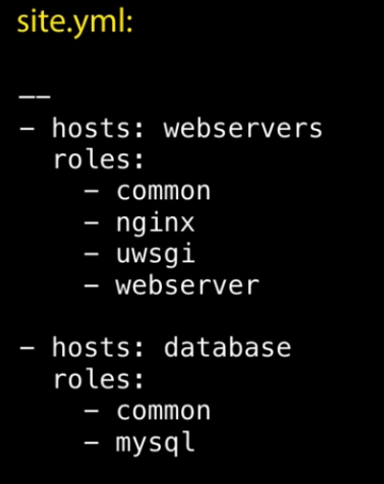 site.yml:
––
- hosts: webservers
roles:
- common
- nginx
- uwsgi
- webserver
- hosts: database
roles:
- common
- mysql